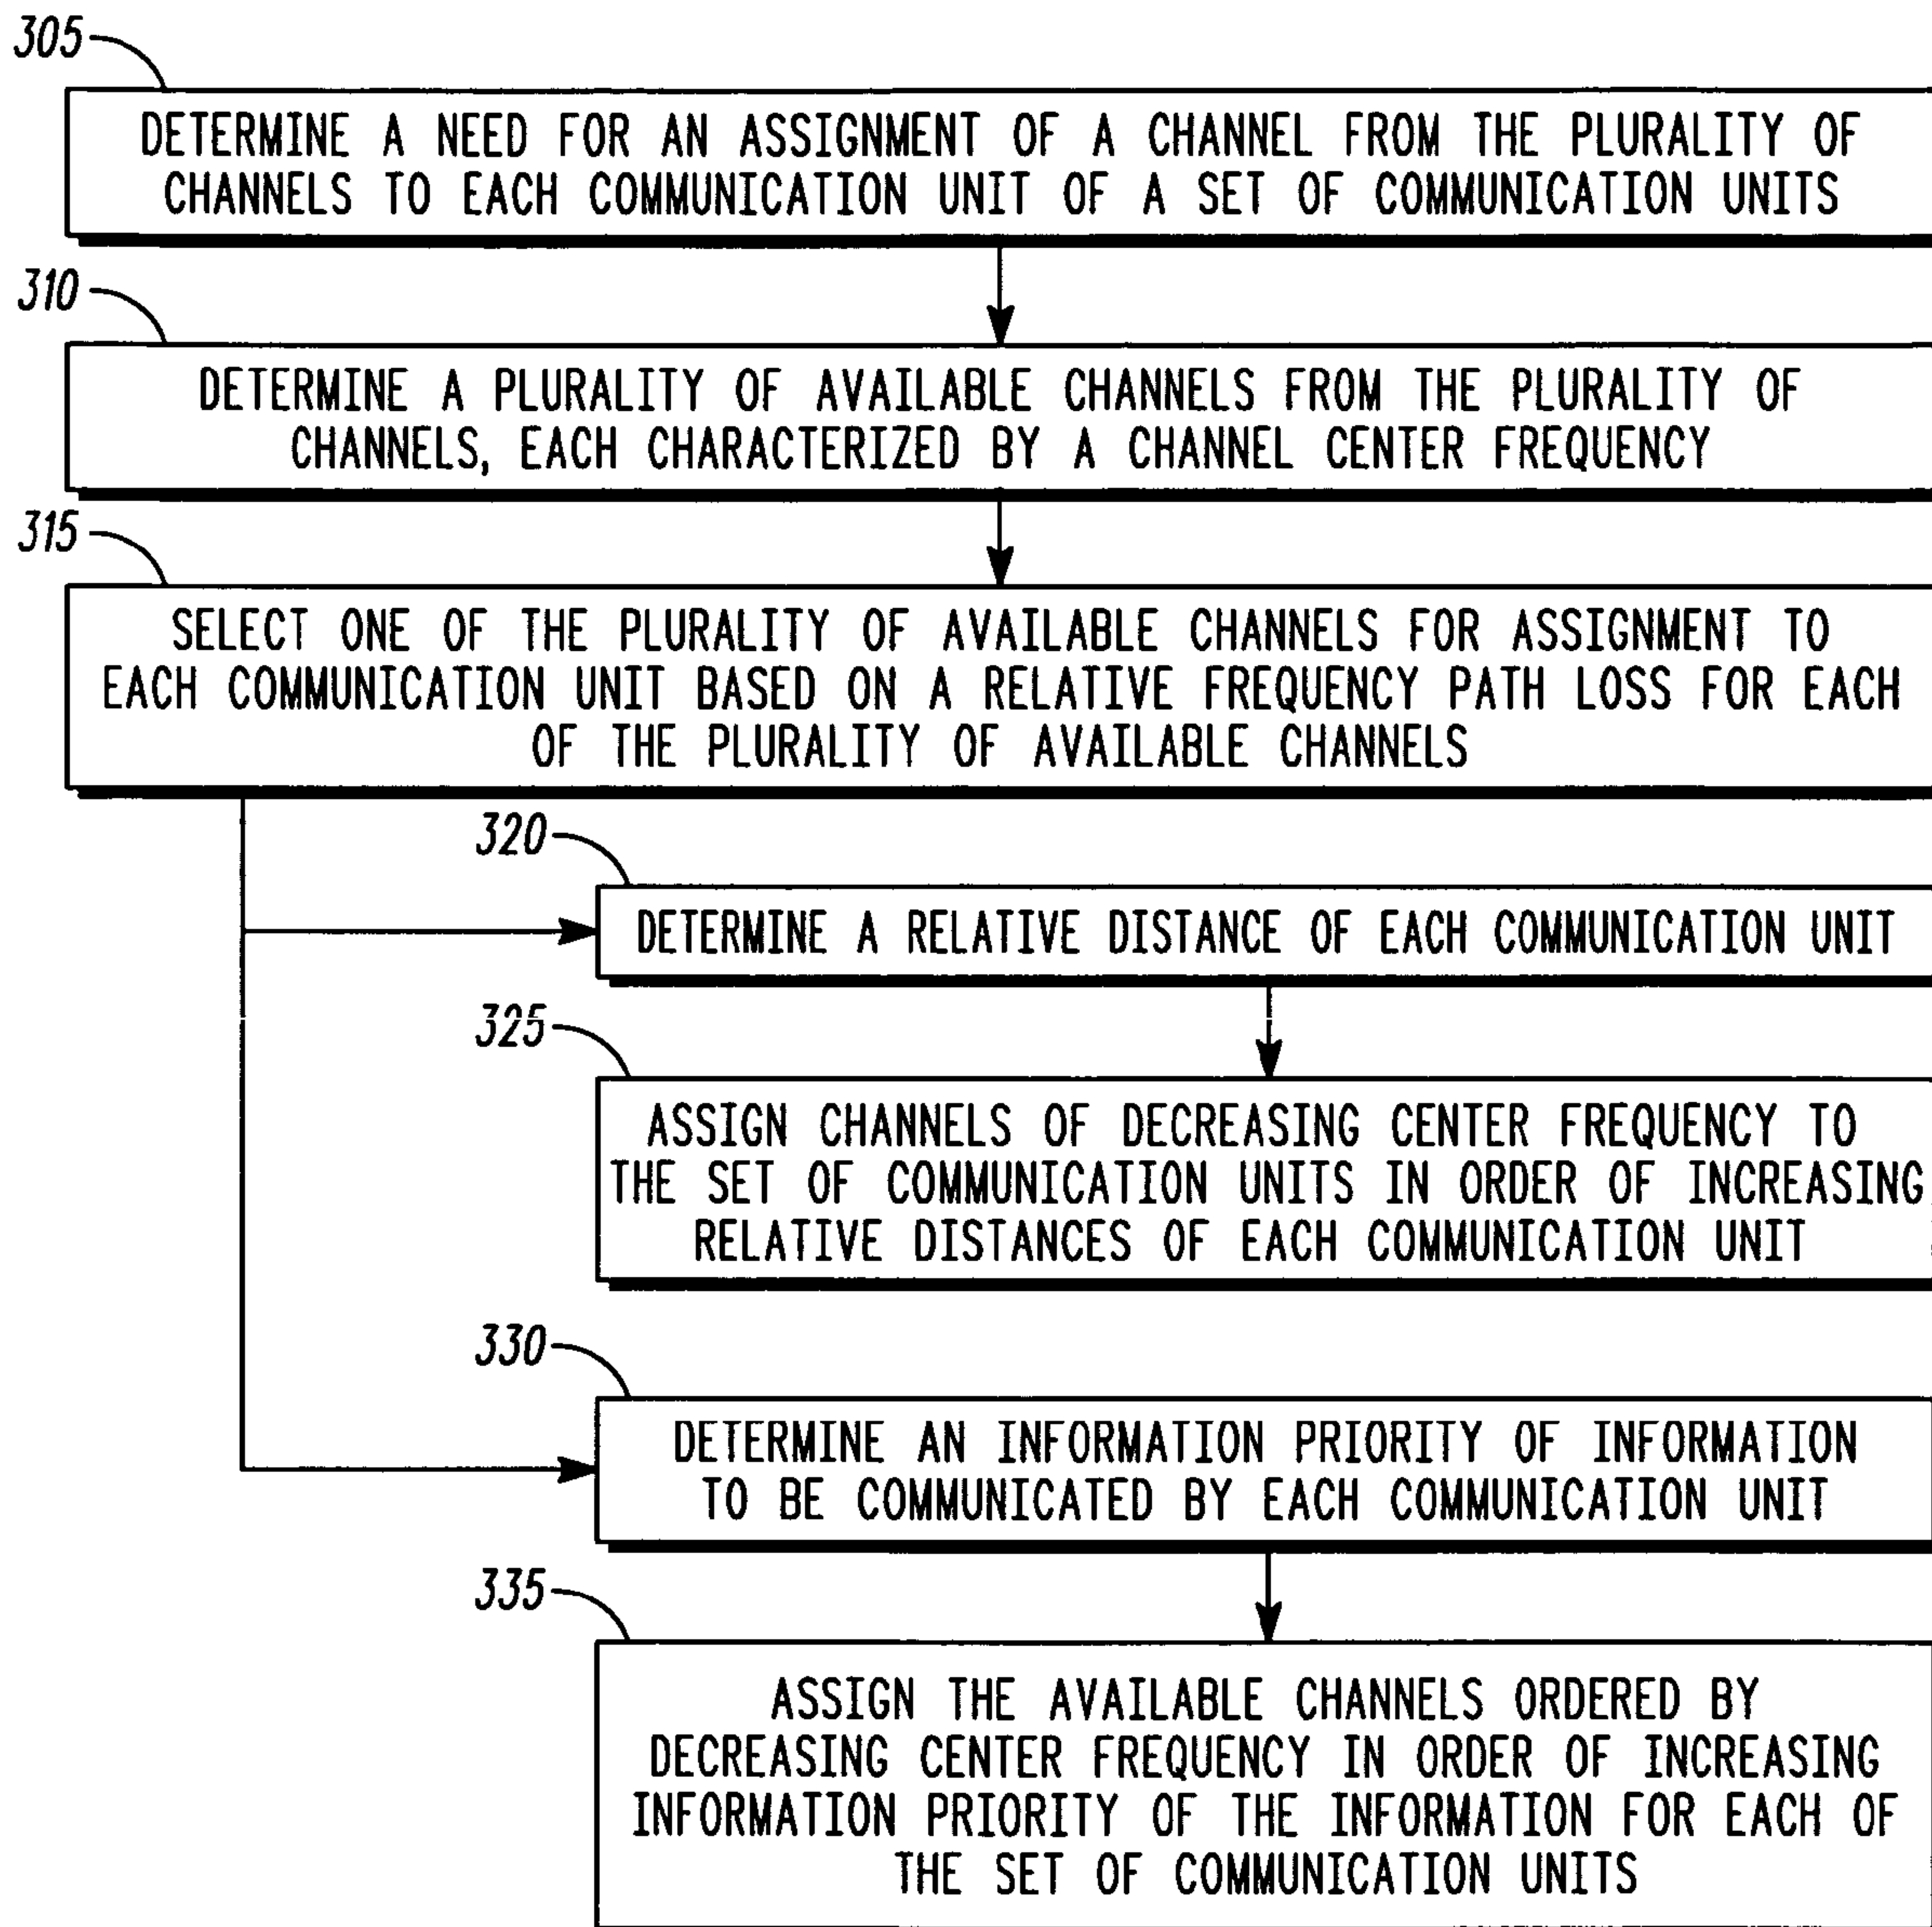 305
DETERMINE A NEED FOR AN ASSIGNMENT OF A CHANNEL FROM THE PLURALITY OF
CHANNELS TO EACH COMMUNICATION UNIT OF A SET OF COMMUNICATION UNITS
310
DETERMINE A PLURALITY OF AVAILABLE CHANNELS FROM THE PLURALITY OF
CHANNELS, EACH CHARACTERIZED BY A CHANNEL CENTER FREQUENCY
315
SELECT ONE OF THE PLURALITY OF AVAILABLE CHANNELS FOR ASSIGNMENT TO
EACH COMMUNICATION UNIT BASED ON A RELATIVE FREQUENCY PATH LOSS FOR EACH
OF THE PLURALITY OF AVAILABLE CHANNELS
320
DETERMINE A RELATIVE DISTANCE OF EACH COMMUNICATION UNIT
325
ASSIGN CHANNELS OF DECREASING CENTER FREQUENCY TO
THE SET OF COMMUNICATION UNITS IN ORDER OF INCREASING
RELATIVE DISTANCES OF EACH COMMUNICATION UNIT
330
DETERMINE AN INFORMATION PRIORITY OF INFORMATION
TO BE COMMUNICATED BY EACH COMMUNICATION UNIT
335
ASSIGN THE AVAILABLE CHANNELS ORDERED BY
DECREASING CENTER FREQUENCY IN ORDER OF INCREASING
INFORMATION PRIORITY OF THE INFORMATION FOR EACH OF
THE SET OF COMMUNICATION UNITS